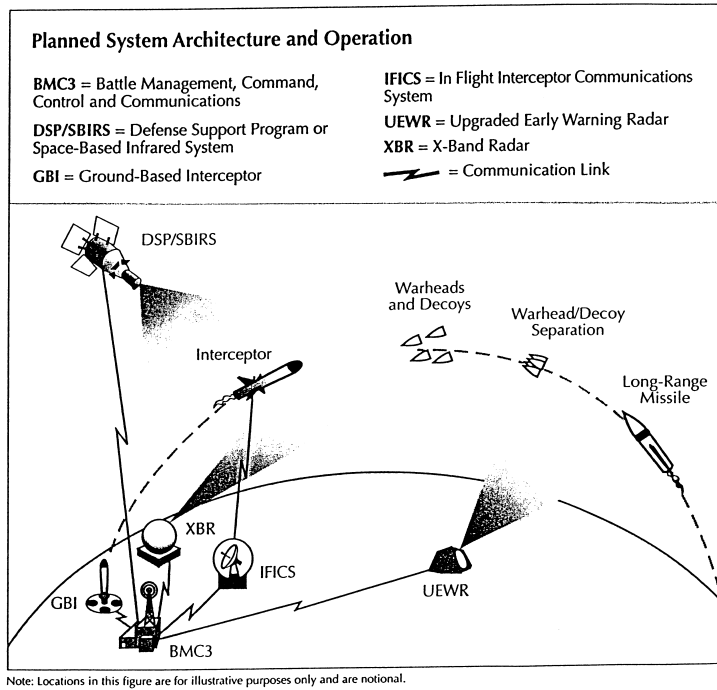 Planned System Architecture and Operation
BMC3 = Battle Management, Command,
Control and Communications
DSP/SBIRS = Defense Support Program or
Space-Based Infrared System
GBI = Ground-Based Interceptor
IFICS = In Flight Interceptor Communications
System
UEWR = Upgraded Early Warning Radar
XBR = X-Band Radar
= Communication Link
DSP/SBIRS
Warheads
and Decoys
Warhead/Decoy
Separation
Interceptor
Long-Range
Missile
XBR
IFICS
GBI
UEWR
BMC3
Note: Locations in this figure are for illustrative purposes only and are notional.